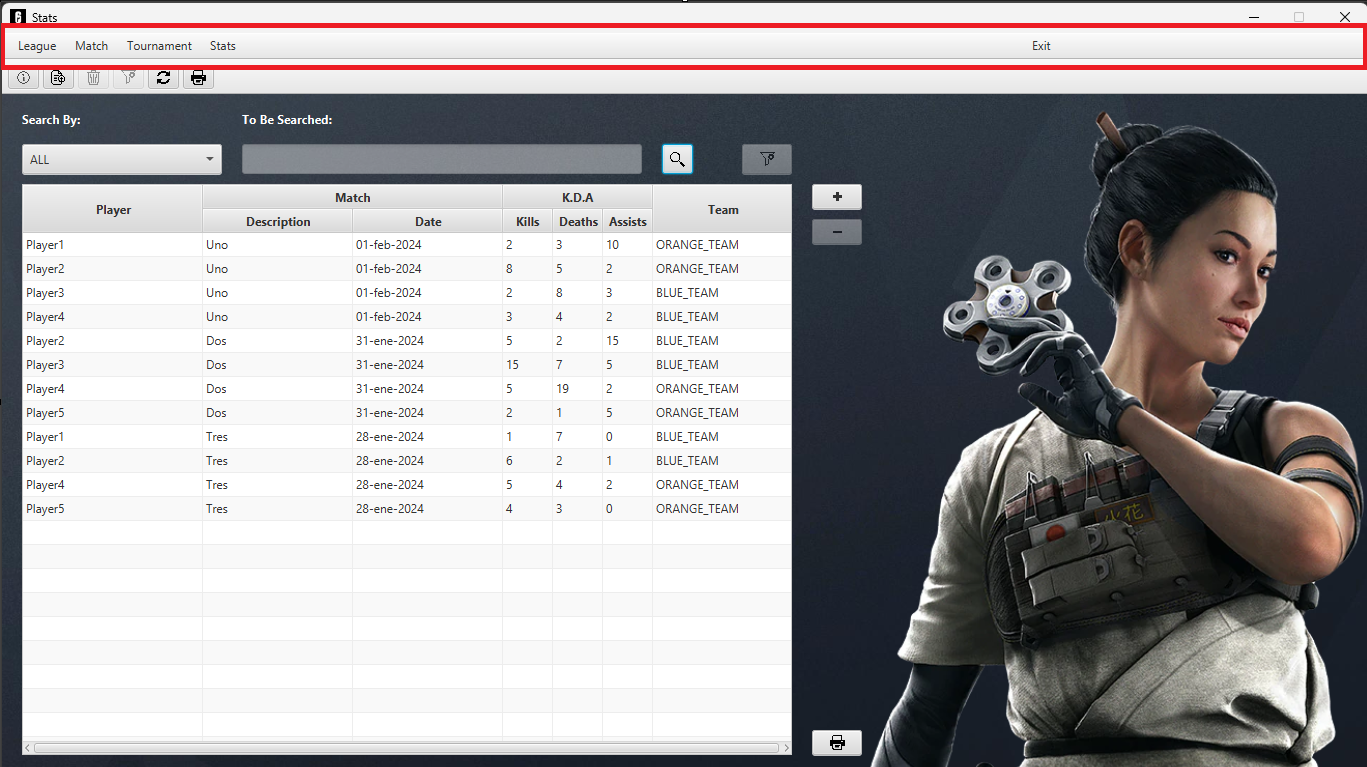 Stats
League Match Tournament Stats Exit
Search By: To Be Searched:
ALL
Player Match K.D.A Team
Description Date Kills Deaths Assists
Player1 Uno 01-feb-2024 2 3 10 ORANGE_TEAM
Player2 Uno 01-feb-2024 8 5 2 ORANGE_TEAM
Player3 Uno 01-feb-2024 2 8 3 BLUE_TEAM
Player4 Uno 01-feb-2024 3 4 2 BLUE_TEAM
Player2 Dos 31-ene-2024 5 2 15 BLUE_TEAM
Player3 Dos 31-ene-2024 15 7 5 BLUE_TEAM
Player4 Dos 31-ene-2024 5 19 2 ORANGE_TEAM
Player5 Dos 31-ene-2024 2 1 5 ORANGE_TEAM
Player1 Tres 28-ene-2024 1 7 0 BLUE_TEAM
Player2 Tres 28-ene-2024 6 2 1 BLUE_TEAM
Player4 Tres 28-ene-2024 5 4 2 ORANGE_TEAM
Player5 Tres 28-ene-2024 4 3 0 ORANGE_TEAM
火花